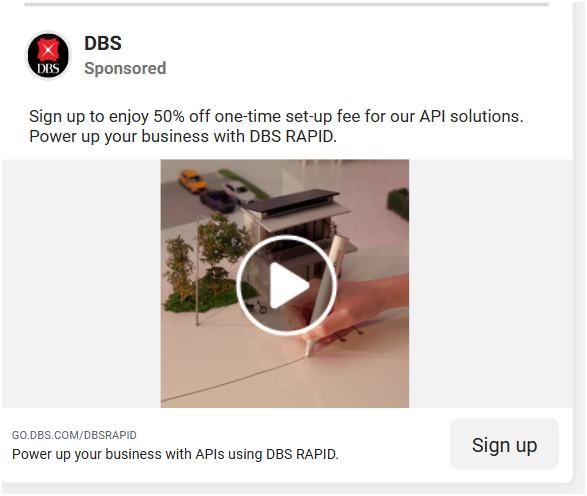 DBS
DBS
Sponsored
Sign up to enjoy 50% off one-time set-up fee for our API solutions.
Power up your business with DBS RAPID.
GO.DBS.COM/DBSRAPID
Power up your business with APIs using DBS RAPID.
Sign up